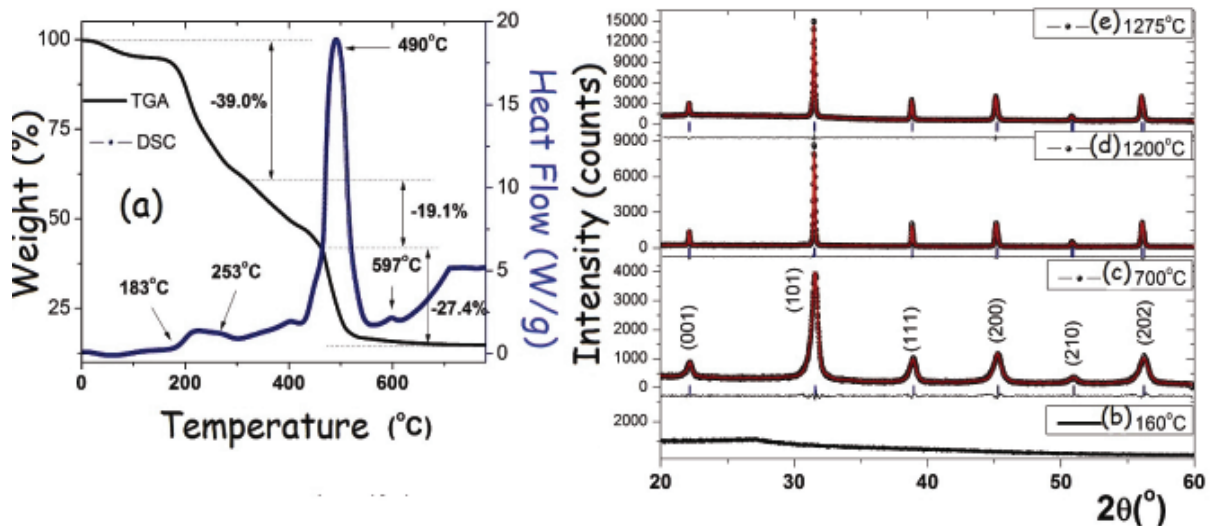 100
75
50
25
0
200
400
600
Weight (%)
Temperature (°C)
TGA
DSC
(a)
-39.0%
-19.1%
-27.4%
490°C
597°C
183°C
253°C
20
15
10
5
0
Heat Flow (W/g)
15000
12000
9000
6000
3000
0
(e) 1275°C
9000
6000
3000
0
(d) 1200°C
4000
3000
2000
1000
0
(c) 700°C
(001)
(101)
(111)
(200)
(210)
(202)
2000
(b) 160°C
Intensity (counts)
20
30
40
50
60
2θ(°)